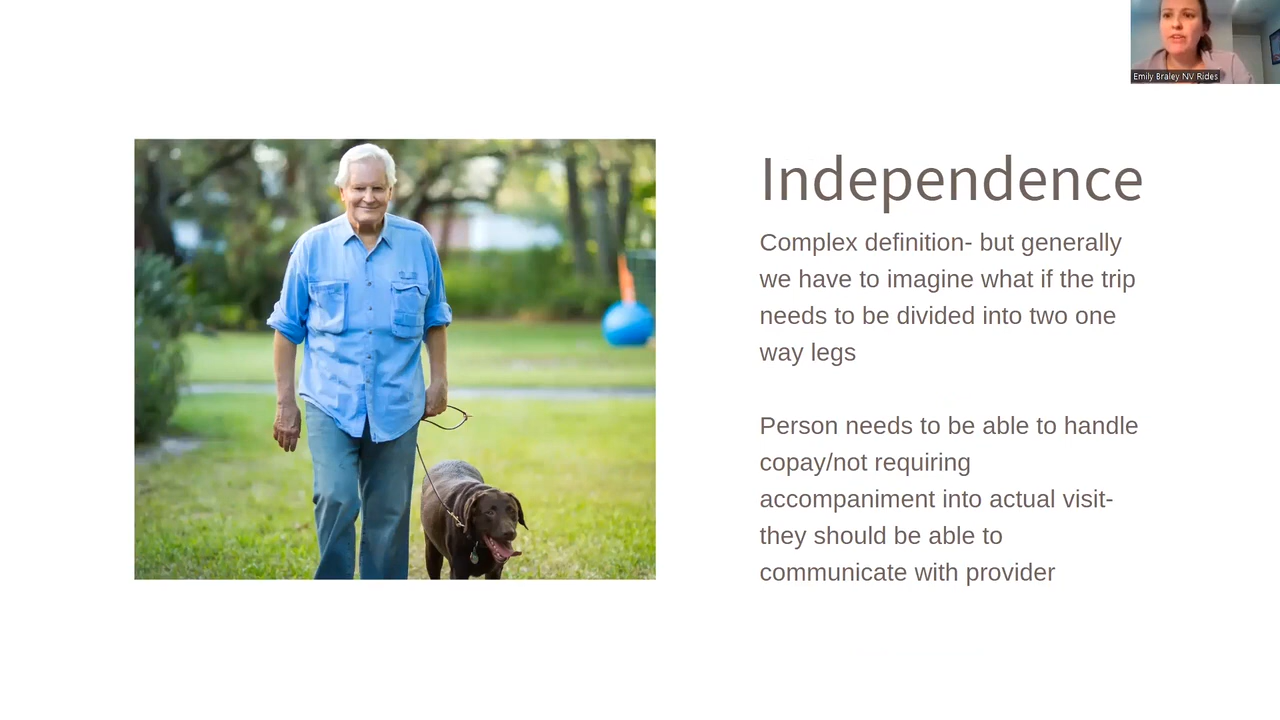 Emily Braley NV Rides
Independence
Complex definition- but generally
we have to imagine what if the trip
needs to be divided into two one
way legs
Person needs to be able to handle
copay/not requiring
accompaniment into actual visit-
they should be able to
communicate with provider